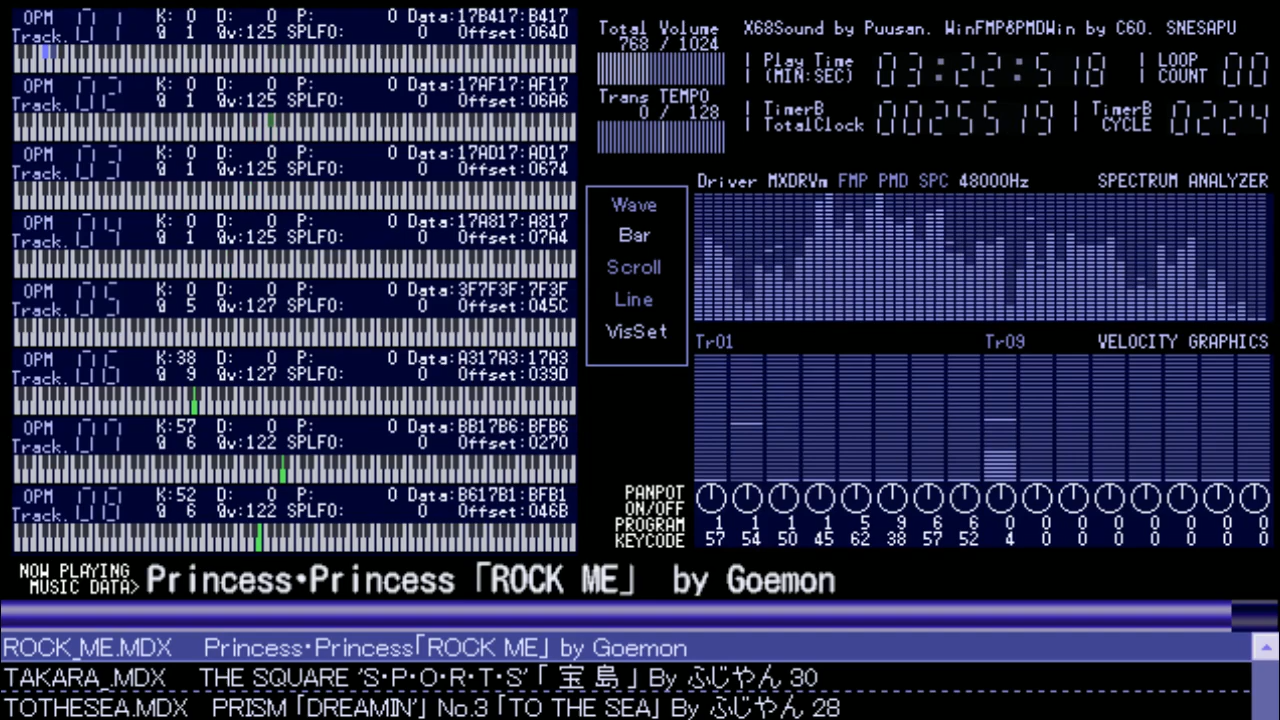 OPM Track. 01 K: 0 D: 0 P: 0 Data:17B417:B417
@ 1 @v:125 SPLFO: 0 Offset:064D
OPM Track. 02 K: 0 D: 0 P: 0 Data:17AF17:AF17
@ 1 @v:125 SPLFO: 0 Offset:06A6
OPM Track. 03 K: 0 D: 0 P: 0 Data:17AD17:AD17
@ 1 @v:125 SPLFO: 0 Offset:0674
OPM Track. 04 K: 0 D: 0 P: 0 Data:17A817:A817
@ 1 @v:125 SPLFO: 0 Offset:07A4
OPM Track. 05 K: 0 D: 0 P: 0 Data:3F7F3F:7F3F
@ 5 @v:127 SPLFO: 0 Offset:045C
OPM Track. 06 K:38 D: 0 P: 0 Data:A317A3:17A3
@ 9 @v:127 SPLFO: 0 Offset:039D
OPM Track. 07 K:57 D: 0 P: 0 Data:BB17B6:BFB6
@ 6 @v:122 SPLFO: 0 Offset:0270
OPM Track. 08 K:52 D: 0 P: 0 Data:B617B1:BFB1
@ 6 @v:122 SPLFO: 0 Offset:046B
Total Volume
768 / 1024
Trans TEMPO
0 / 128
X68Sound by Puusan. WinFMP&PMDWin by C60. SNESAPU
Play Time (MIN:SEC) 03:22:518 LOOP COUNT 00
TimerB TotalClock 0025519 TimerB CYCLE 0224
Driver MXDRVm FMP PMD SPC 48000Hz SPECTRUM ANALYZER
Wave
Bar
Scroll
Line
VisSet
Tr01 Tr09 VELOCITY GRAPHICS
PANPOT
ON/OFF
PROGRAM 1 1 1 1 5 9 6 6 0 0 0 0 0 0 0 0
KEYCODE 57 54 50 45 62 38 57 52 4 0 0 0 0 0 0 0
NOW PLAYING
MUSIC DATA> Princess・Princess「ROCK ME」 by Goemon
ROCK_ME.MDX Princess・Princess「ROCK ME」 by Goemon
TAKARA_.MDX THE SQUARE 'S・P・O・R・T・S'「 宝 島 」 By ふじやん 30
TOTHESEA.MDX PRISM 「DREAMIN'」 No.3 「TO THE SEA」 By ふじやん 28